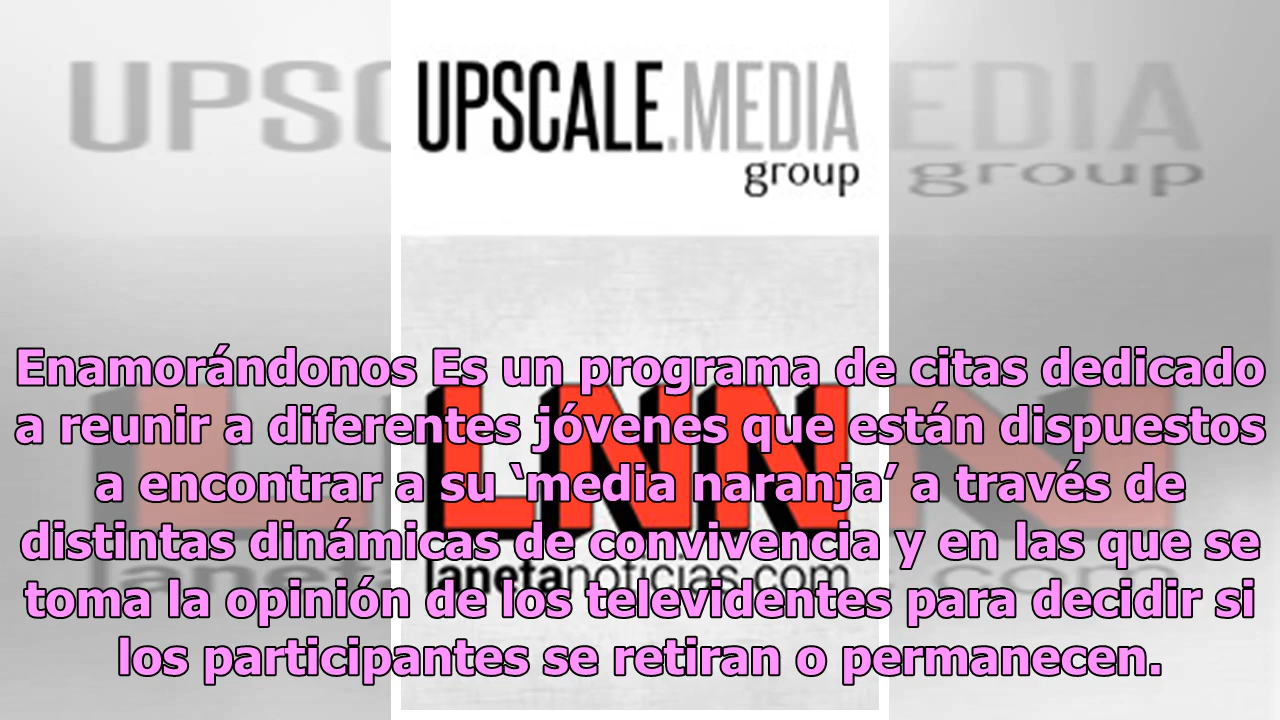 UPSCALE.MEDIA
group
Enamorándonos Es un programa de citas dedicado
a reunir a diferentes jóvenes que están dispuestos
a encontrar a su ‘media naranja’ a través de
distintas dinámicas de convivencia y en las que se
toma la opinión de los televidentes para decidir si
los participantes se retiran o permanecen.
LNN
lanetanoticias.com